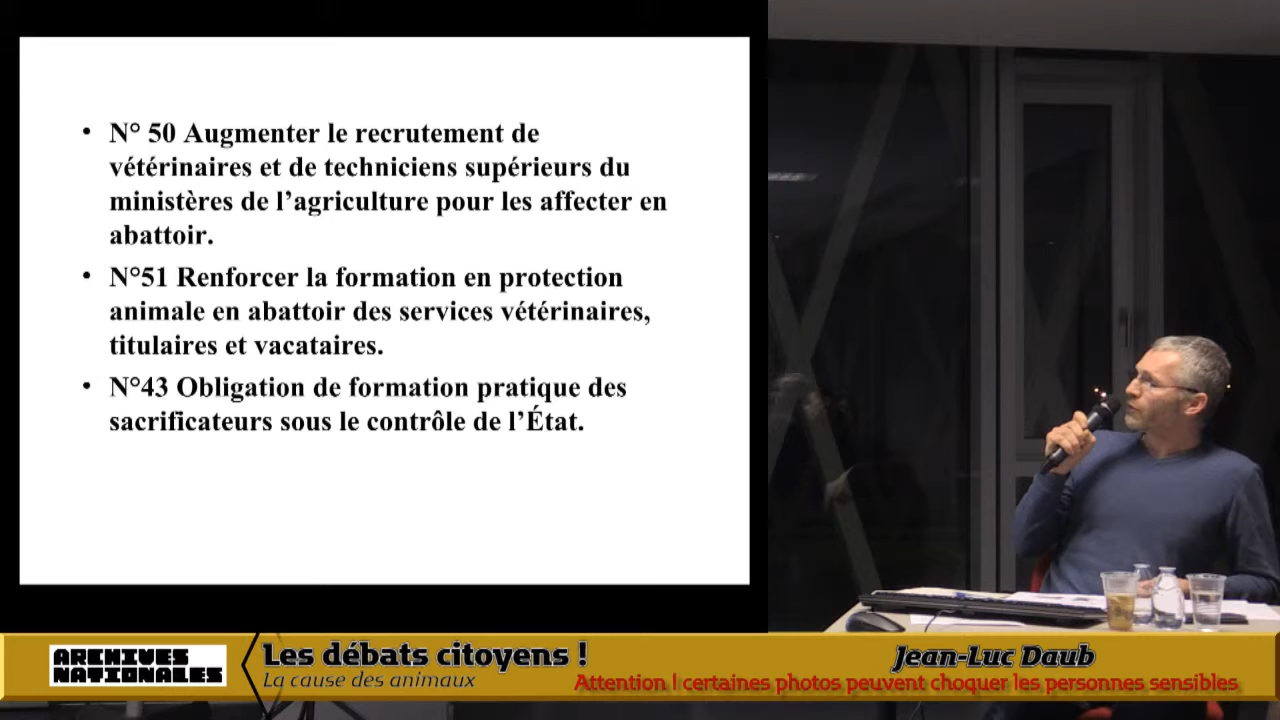 • N° 50 Augmenter le recrutement de
vétérinaires et de techniciens supérieurs du
ministères de l’agriculture pour les affecter en
abattoir.
• N°51 Renforcer la formation en protection
animale en abattoir des services vétérinaires,
titulaires et vacataires.
• N°43 Obligation de formation pratique des
sacrificateurs sous le contrôle de l’État.
ARCHIVES
NATIONALES
Les débats citoyens !
La cause des animaux
Jean-Luc Daub
Attention ! certaines photos peuvent choquer les personnes sensibles